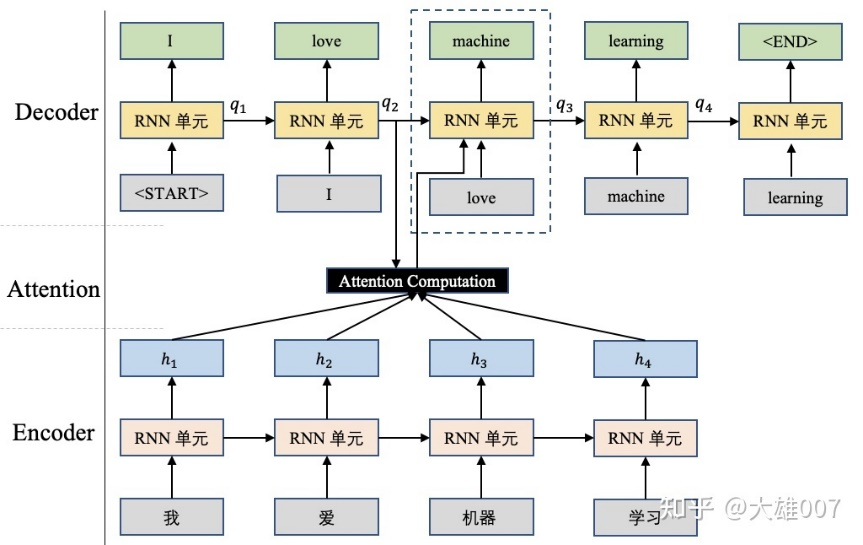 I love machine learning <END>
Decoder
RNN 单元 q₁ RNN 单元 q₂ RNN 单元 q₃ RNN 单元 q₄ RNN 单元
<START> I love machine learning
Attention
Attention Computation
h₁ h₂ h₃ h₄
Encoder
RNN 单元 RNN 单元 RNN 单元 RNN 单元
我 爱 机器 学习
知乎 @大雄007